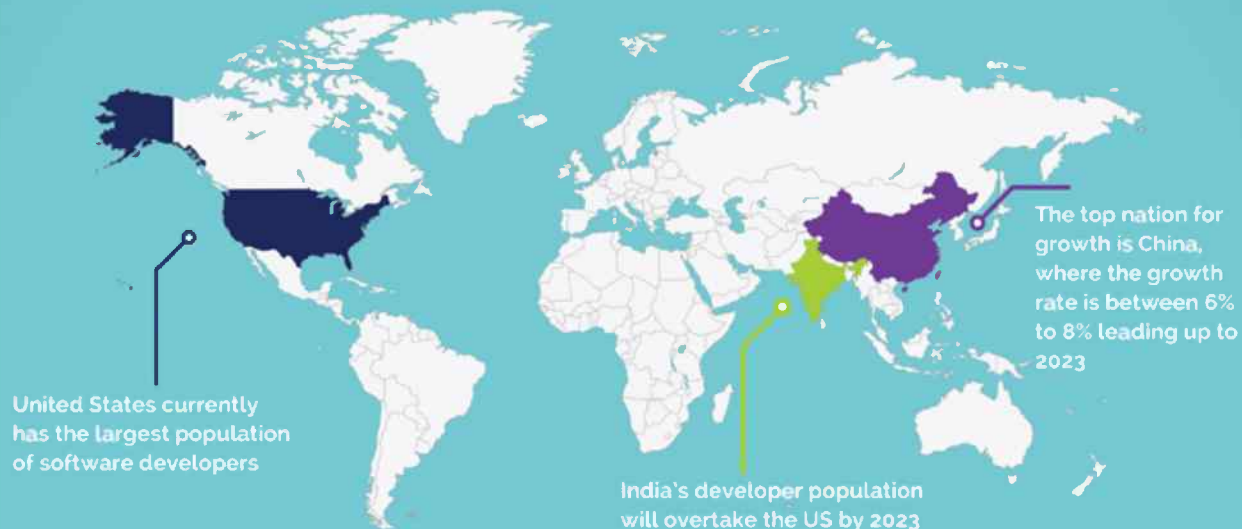 United States currently
has the largest population
of software developers
India's developer population
will overtake the US by 2023
The top nation for
growth is China,
where the growth
rate is between 6%
to 8% leading up to
2023